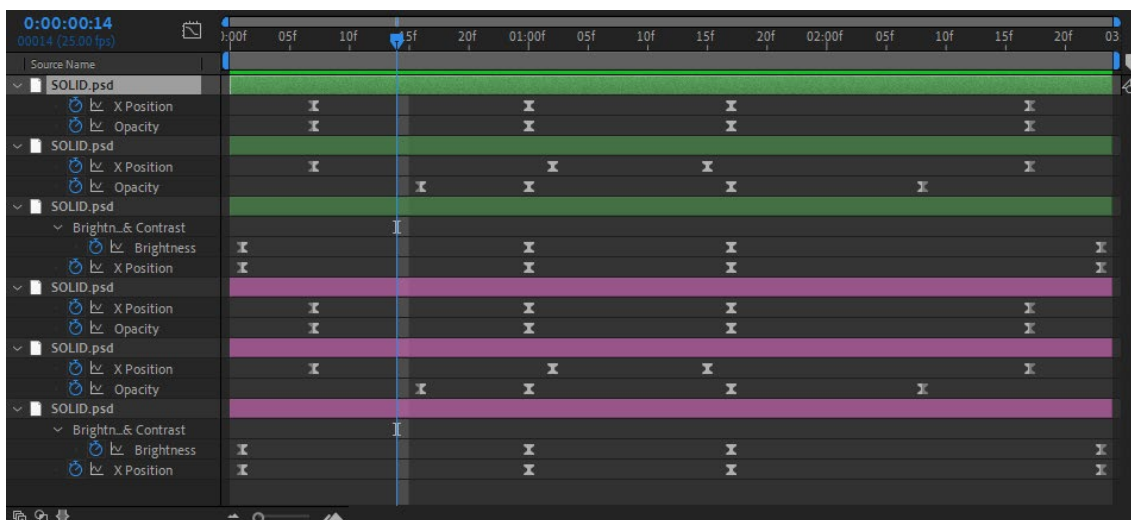 0:00:00:14
00014 (25.00 fps)
):00f 05f 10f 15f 20f 01:00f 05f 10f 15f 20f 02:00f 05f 10f 15f 20f 03
Source Name
SOLID.psd
X Position
Opacity
SOLID.psd
X Position
Opacity
SOLID.psd
Brightn...& Contrast
Brightness
X Position
SOLID.psd
X Position
Opacity
SOLID.psd
X Position
Opacity
SOLID.psd
Brightn...& Contrast
Brightness
X Position